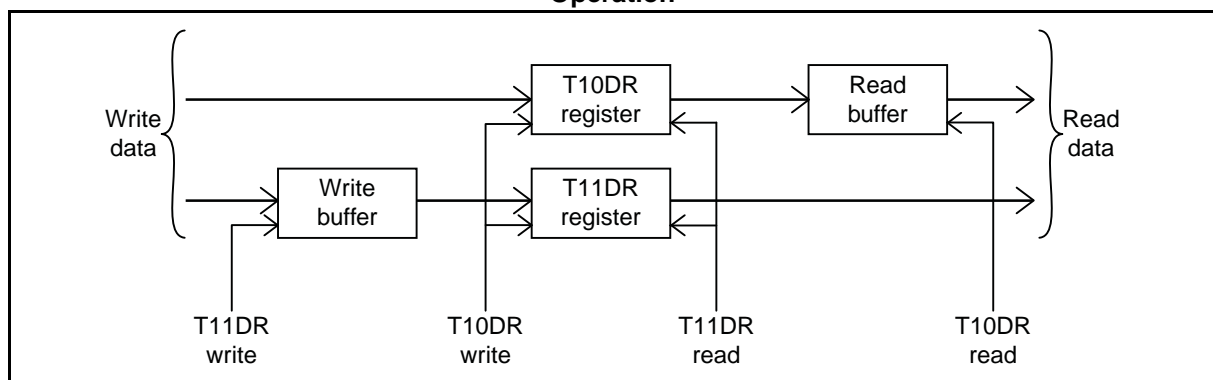 Operation
Write
data
T10DR
register
Read
buffer
Read
data
Write
buffer
T11DR
register
T11DR
write
T10DR
write
T11DR
read
T10DR
read